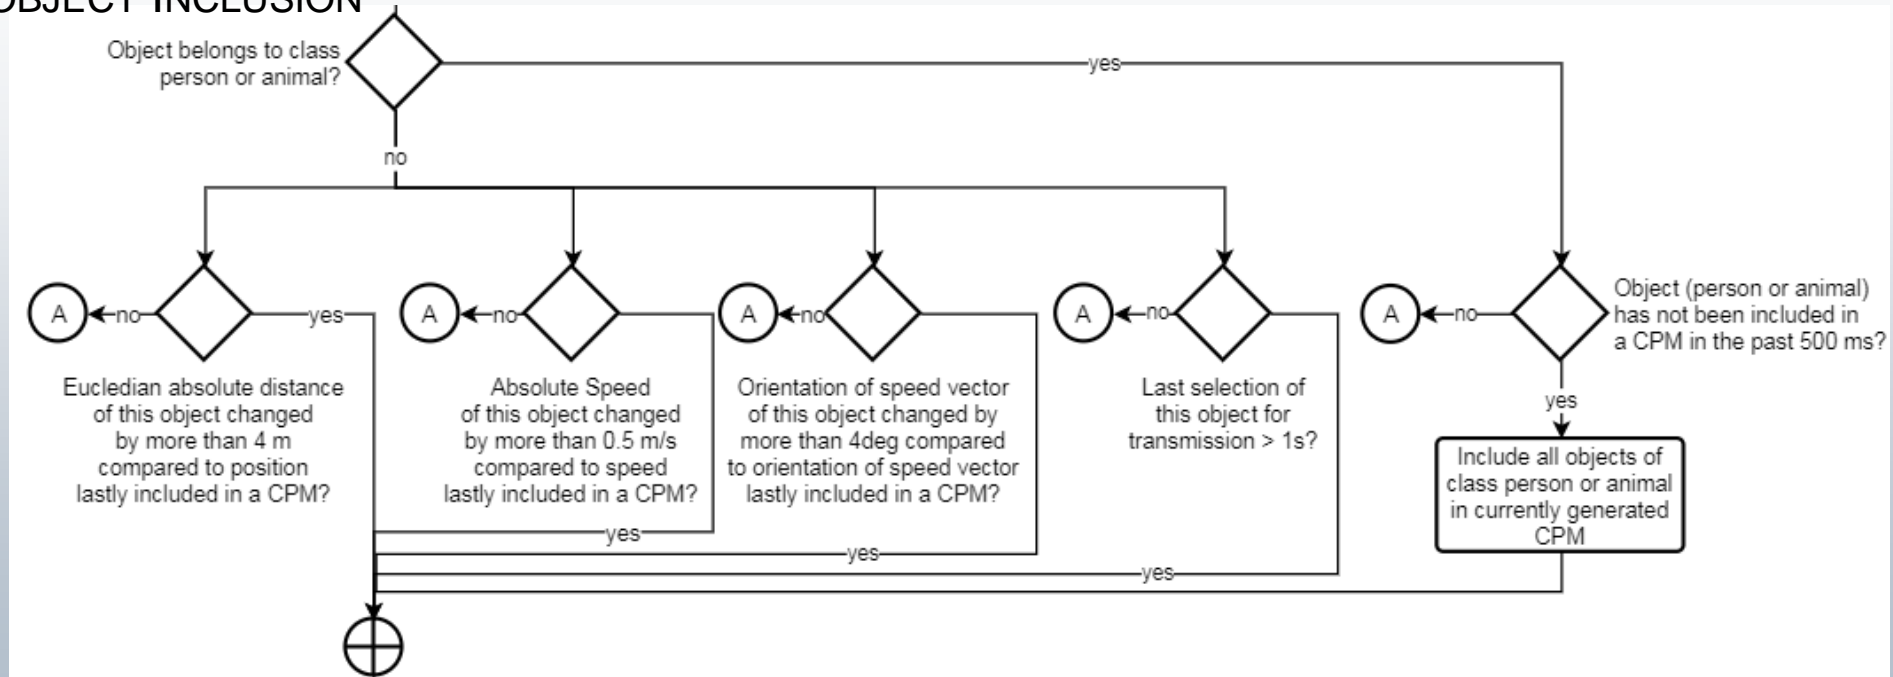 OBJECT INCLUSION
Object belongs to class
person or animal?
yes
no
A
no
yes
A
no
A
no
A
no
A
no
Object (person or animal)
has not been included in
a CPM in the past 500 ms?
Eucledian absolute distance
of this object changed
by more than 4 m
compared to position
lastly included in a CPM?
Absolute Speed
of this object changed
by more than 0.5 m/s
compared to speed
lastly included in a CPM?
Orientation of speed vector
of this object changed by
more than 4deg compared
to orientation of speed vector
lastly included in a CPM?
Last selection of
this object for
transmission > 1s?
yes
Include all objects of
class person or animal
in currently generated
CPM
yes
yes
yes